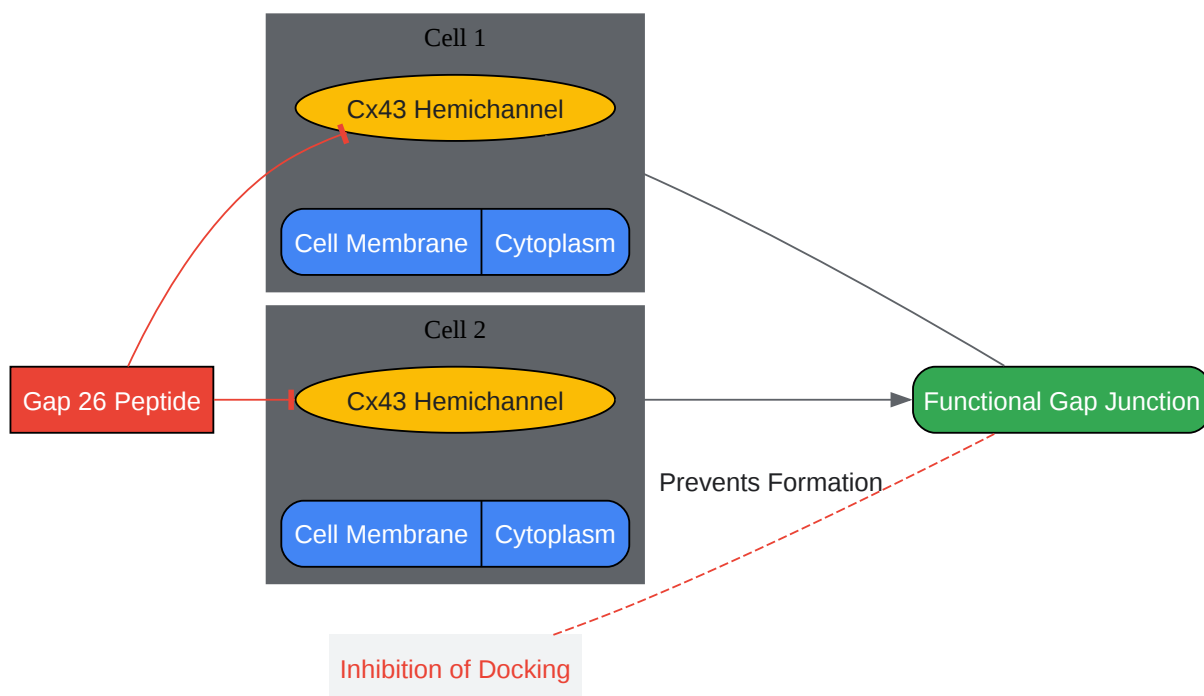 Cell 1
Cx43 Hemichannel
Cell Membrane
Cytoplasm
Cell 2
Gap 26 Peptide
Cx43 Hemichannel
Functional Gap Junction
Prevents Formation
Cell Membrane
Cytoplasm
Inhibition of Docking